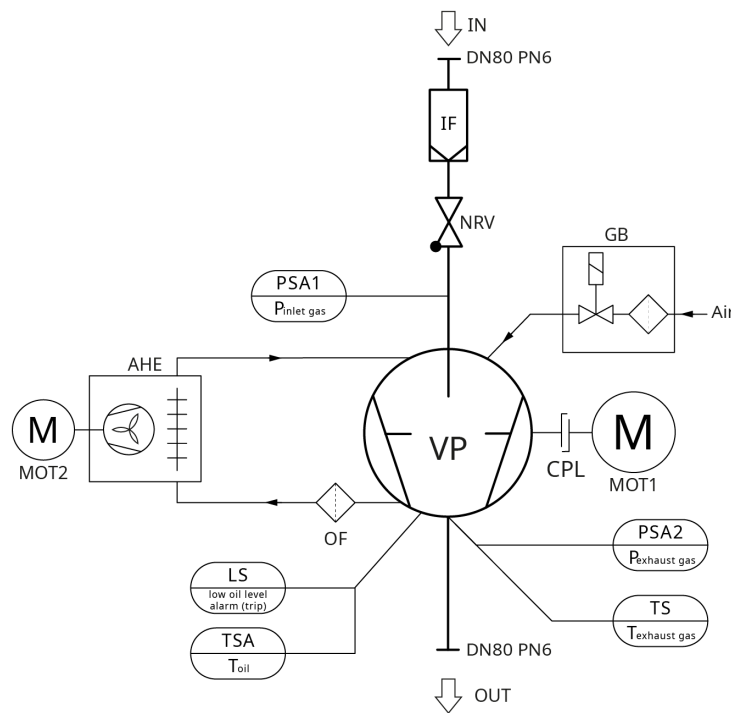 IN
DN80 PN6
IF
NRV
GB
PSA1
Pinlet gas
Air
AHE
M
MOT2
VP
CPL
M
MOT1
OF
PSA2
Pexhaust gas
LS
low oil level
alarm (trip)
TS
Texhaust gas
TSA
Toil
DN80 PN6
OUT